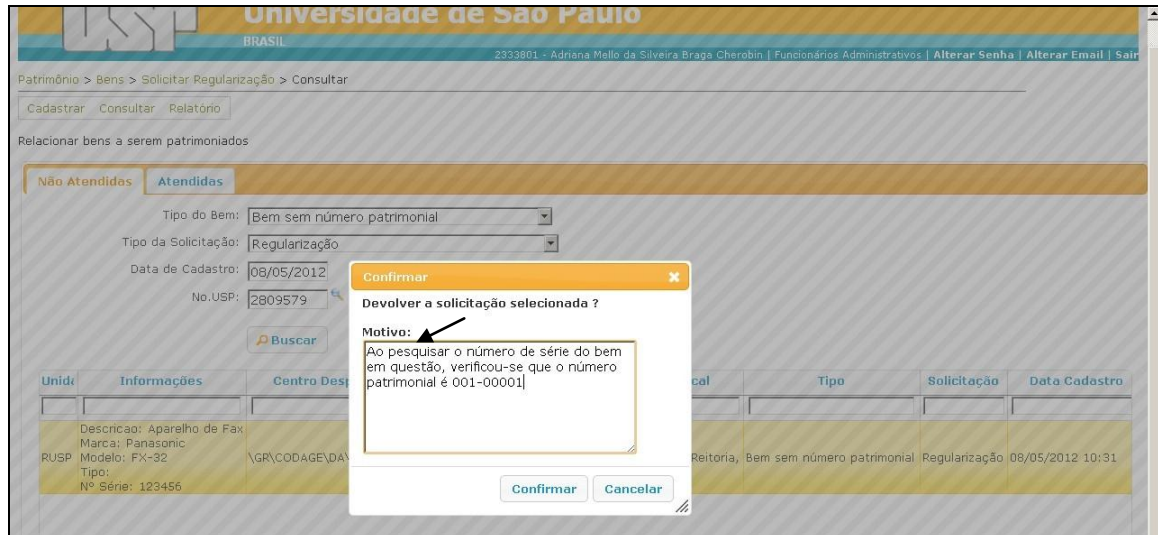 USP
Universidade de São Paulo
BRASIL
2333801 - Adriana Mello da Silveira Braga Cherobin | Funcionários Administrativos | Alterar Senha | Alterar Email | Sair
Patrimônio > Bens > Solicitar Regularização > Consultar
Cadastrar Consultar Relatório
Relacionar bens a serem patrimoniados
Não Atendidas Atendidas
Tipo do Bem: Bem sem número patrimonial
Tipo da Solicitação: Regularização
Data de Cadastro: 08/05/2012
No.USP: 2809579
Buscar
Confirmar
Devolver a solicitação selecionada ?
Motivo:
Ao pesquisar o número de série do bem
em questão, verificou-se que o número
patrimonial é 001-00001
Confirmar Cancelar
Unida Informações Centro Desp cal Tipo Solicitação Data Cadastro
Descricao: Aparelho de Fax
Marca: Panasonic
RUSP Modelo: FX-32 \GR\CODAGE\DA\ Reitoria, Bem sem número patrimonial Regularização 08/05/2012 10:31
Tipo:
Nº Série: 123456